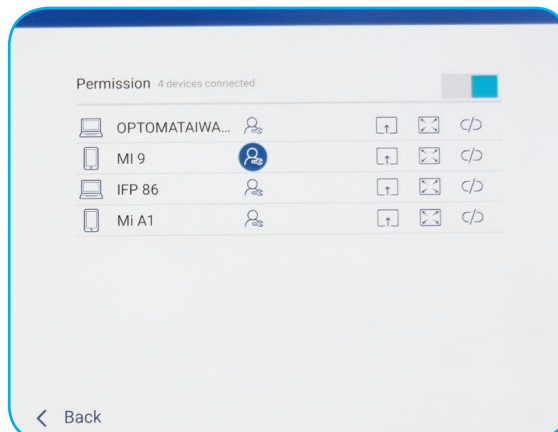 Permission 4 devices connected
OPTOMATAIWA...
MI 9
IFP 86
Mi A1
Back